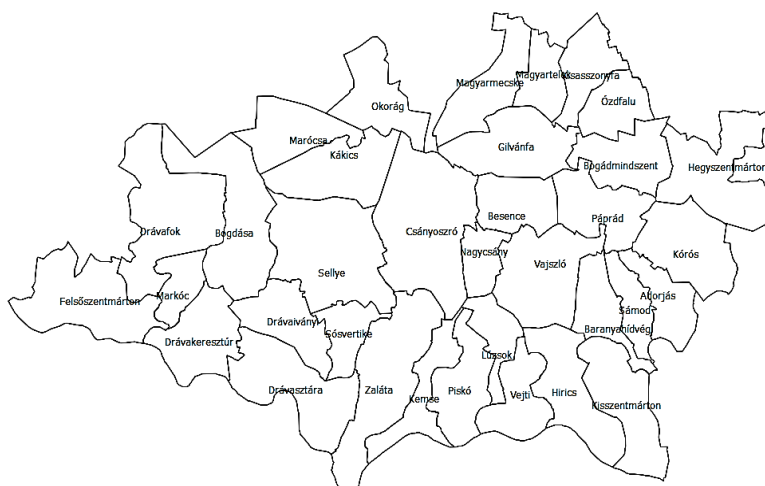 Magyarmecske
Magyartelek
Kisasszonyfa
Ózdfalu
Okorág
Marócsa
Kákics
Gilvánfa
Bogádmindszent
Hegyszentmárton
Drávafok
Bogdása
Csányoszró
Besence
Páprád
Kórós
Nagycsány
Vajszló
Sellye
Felsőszentmárton
Markóc
Adorjás
Sámod
Drávaiványi
Sósvertike
Baranyahídvég
Drávakeresztúr
Lúzsok
Drávasztára
Zaláta
Kemse
Piskó
Vejti
Hirics
Kisszentmárton